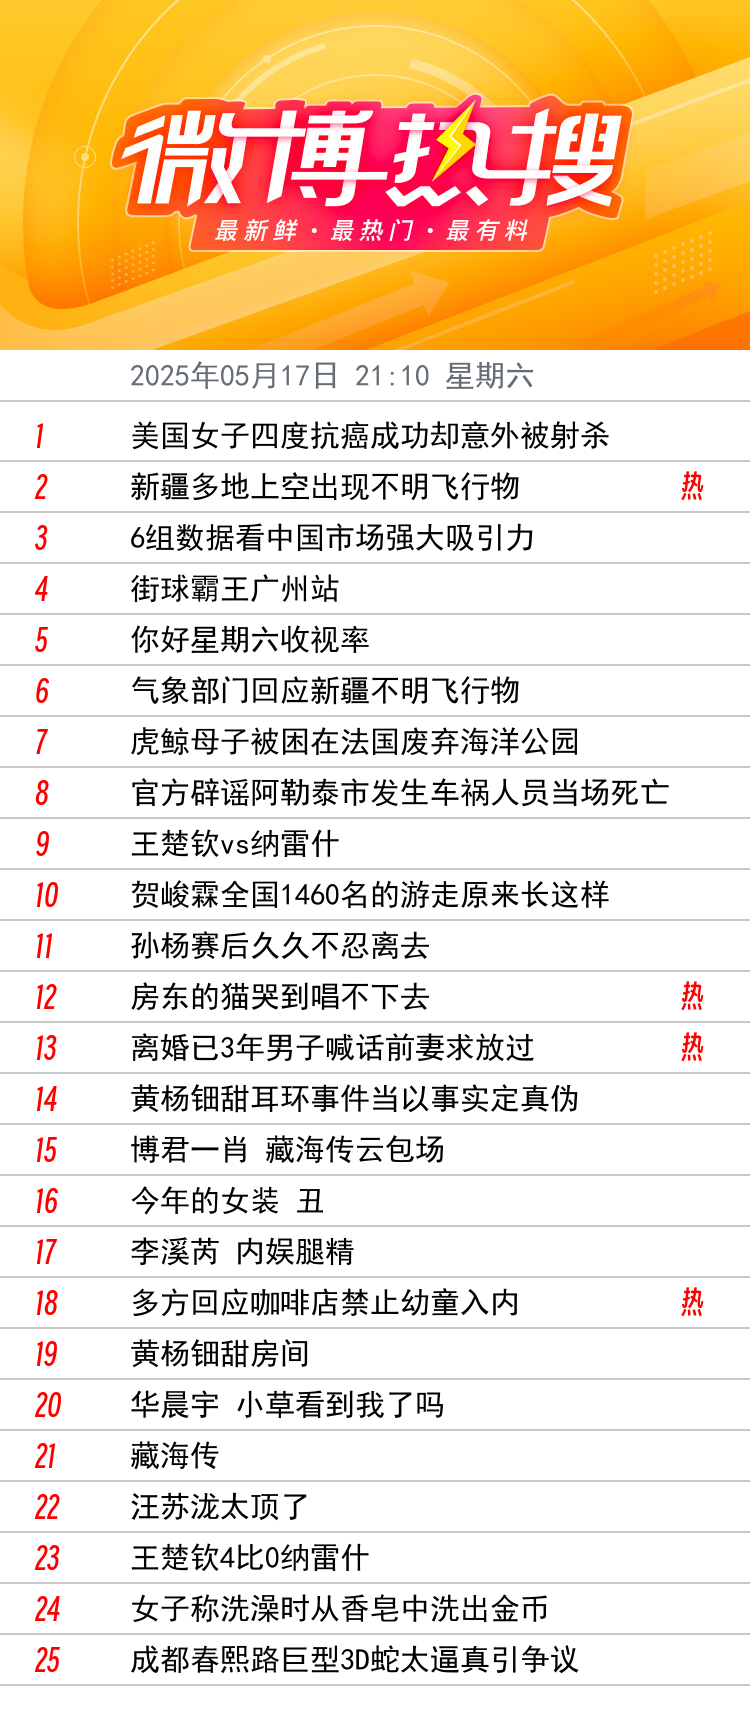 微博热搜
最新鲜·最热门·最有料
2025年05月17日 21:10 星期六
1 美国女子四度抗癌成功却意外被射杀
2 新疆多地上空出现不明飞行物 热
3 6组数据看中国市场强大吸引力
4 街球霸王广州站
5 你好星期六收视率
6 气象部门回应新疆不明飞行物
7 虎鲸母子被困在法国废弃海洋公园
8 官方辟谣阿勒泰市发生车祸人员当场死亡
9 王楚钦vs纳雷什
10 贺峻霖全国1460名的游走原来长这样
11 孙杨赛后久久不忍离去
12 房东的猫哭到唱不下去 热
13 离婚已3年男子喊话前妻求放过 热
14 黄杨钿甜耳环事件当以事实定真伪
15 博君一肖 藏海传云包场
16 今年的女装 丑
17 李溪芮 内娱腿精
18 多方回应咖啡店禁止幼童入内 热
19 黄杨钿甜房间
20 华晨宇 小草看到我了吗
21 藏海传
22 汪苏泷太顶了
23 王楚钦4比0纳雷什
24 女子称洗澡时从香皂中洗出金币
25 成都春熙路巨型3D蛇太逼真引争议